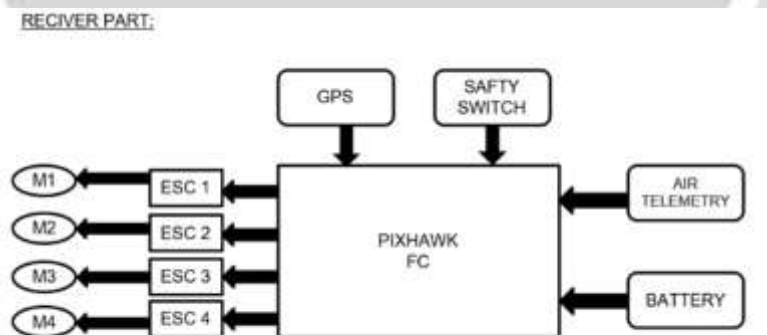 RECIVER PART:
GPS
SAFTY
SWITCH
M1
ESC 1
AIR
TELEMETRY
M2
ESC 2
PIXHAWK
FC
M3
ESC 3
BATTERY
M4
ESC 4